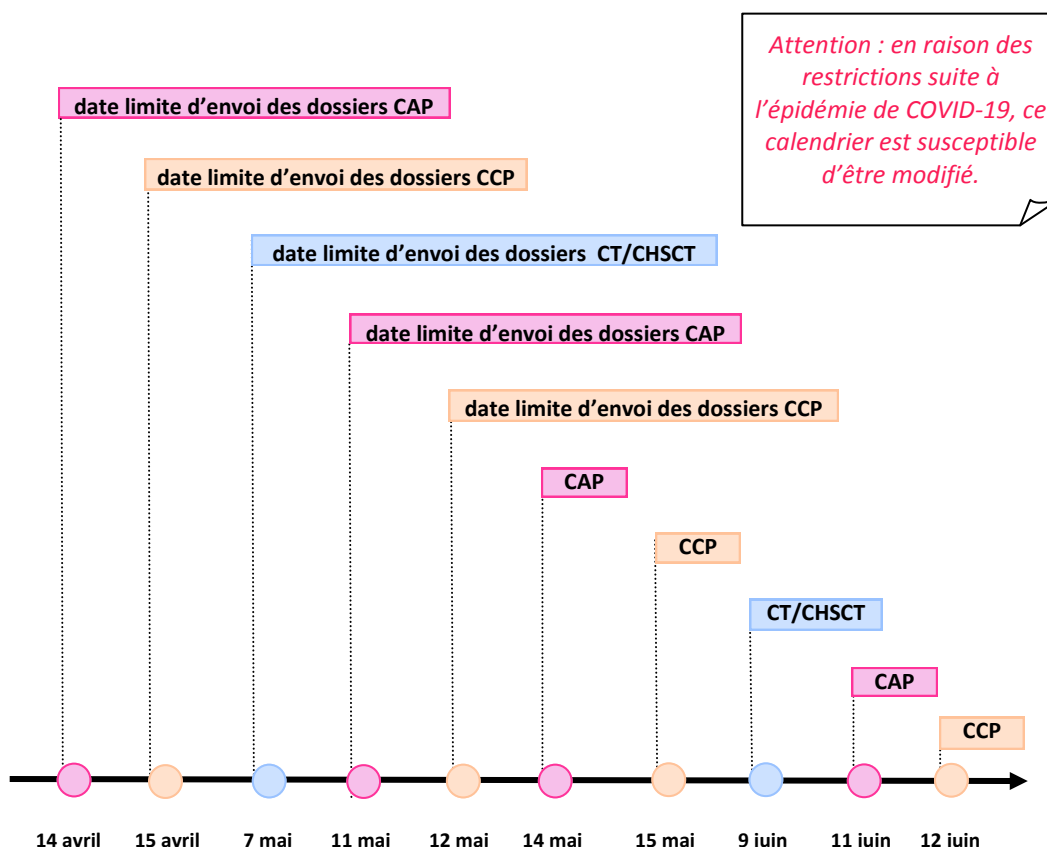 Attention : en raison des
restrictions suite à
l'épidémie de COVID-19, ce
calendrier est susceptible
d'être modifié.
date limite d'envoi des dossiers CAP
date limite d'envoi des dossiers CCP
date limite d'envoi des dossiers CT/CHSCT
date limite d'envoi des dossiers CAP
date limite d'envoi des dossiers CCP
CAP
CCP
CT/CHSCT
CAP
CCP
14 avril 15 avril 7 mai 11 mai 12 mai 14 mai 15 mai 9 juin 11 juin 12 juin